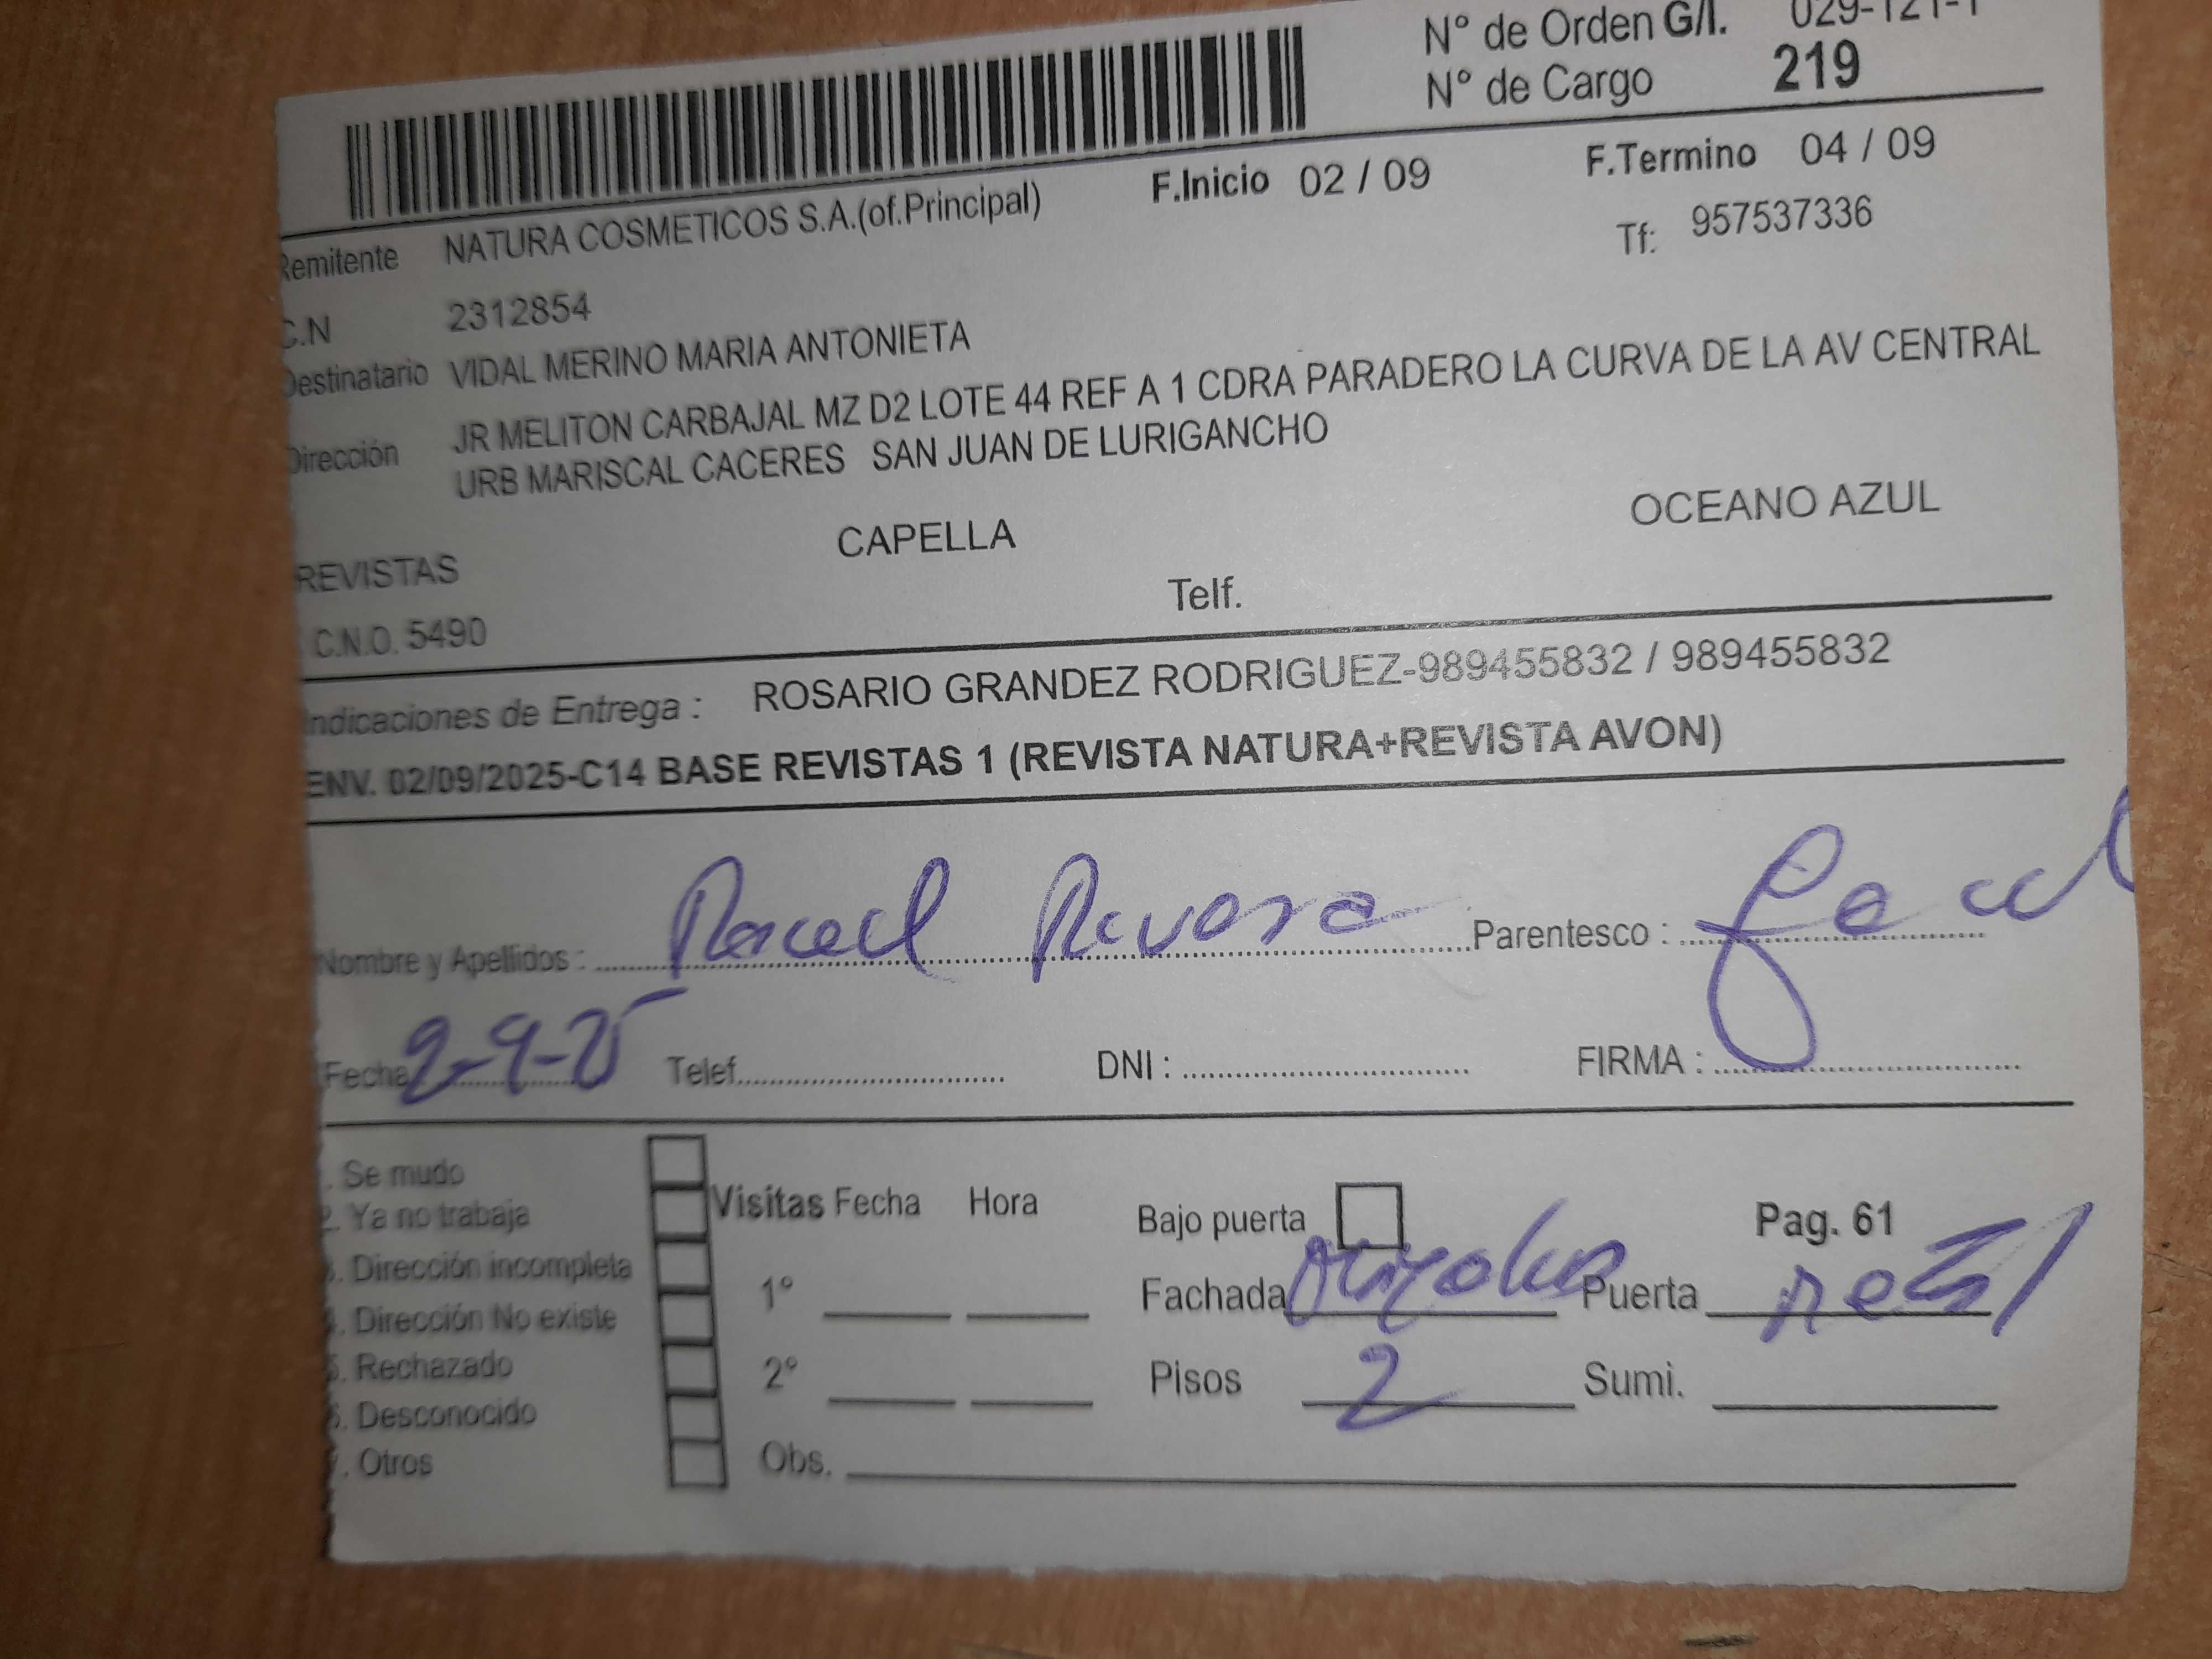 N° de Orden G/I. 029-121-1
N° de Cargo 219
F.Inicio 02 / 09 F.Termino 04 / 09
Remitente NATURA COSMETICOS S.A.(of.Principal) Tf: 957537336
C.N 2312854
Destinatario VIDAL MERINO MARIA ANTONIETA
Dirección JR MELITON CARBAJAL MZ D2 LOTE 44 REF A 1 CDRA PARADERO LA CURVA DE LA AV CENTRAL
URB MARISCAL CACERES SAN JUAN DE LURIGANCHO
REVISTAS CAPELLA OCEANO AZUL
C.N.O. 5490 Telf.
Indicaciones de Entrega : ROSARIO GRANDEZ RODRIGUEZ-989455832 / 989455832
ENV. 02/09/2025-C14 BASE REVISTAS 1 (REVISTA NATURA+REVISTA AVON)
Nombre y Apellidos : Rivera Parentesco :
Fecha 2-9-25 Telef. DNI : FIRMA :
. Se mudo
2. Ya no trabaja Visitas Fecha Hora Bajo puerta Pag. 61
3. Dirección incompleta 1° Fachada Puerta
4. Dirección No existe
5. Rechazado 2° Pisos 2 Sumi.
6. Desconocido
. Otros Obs.